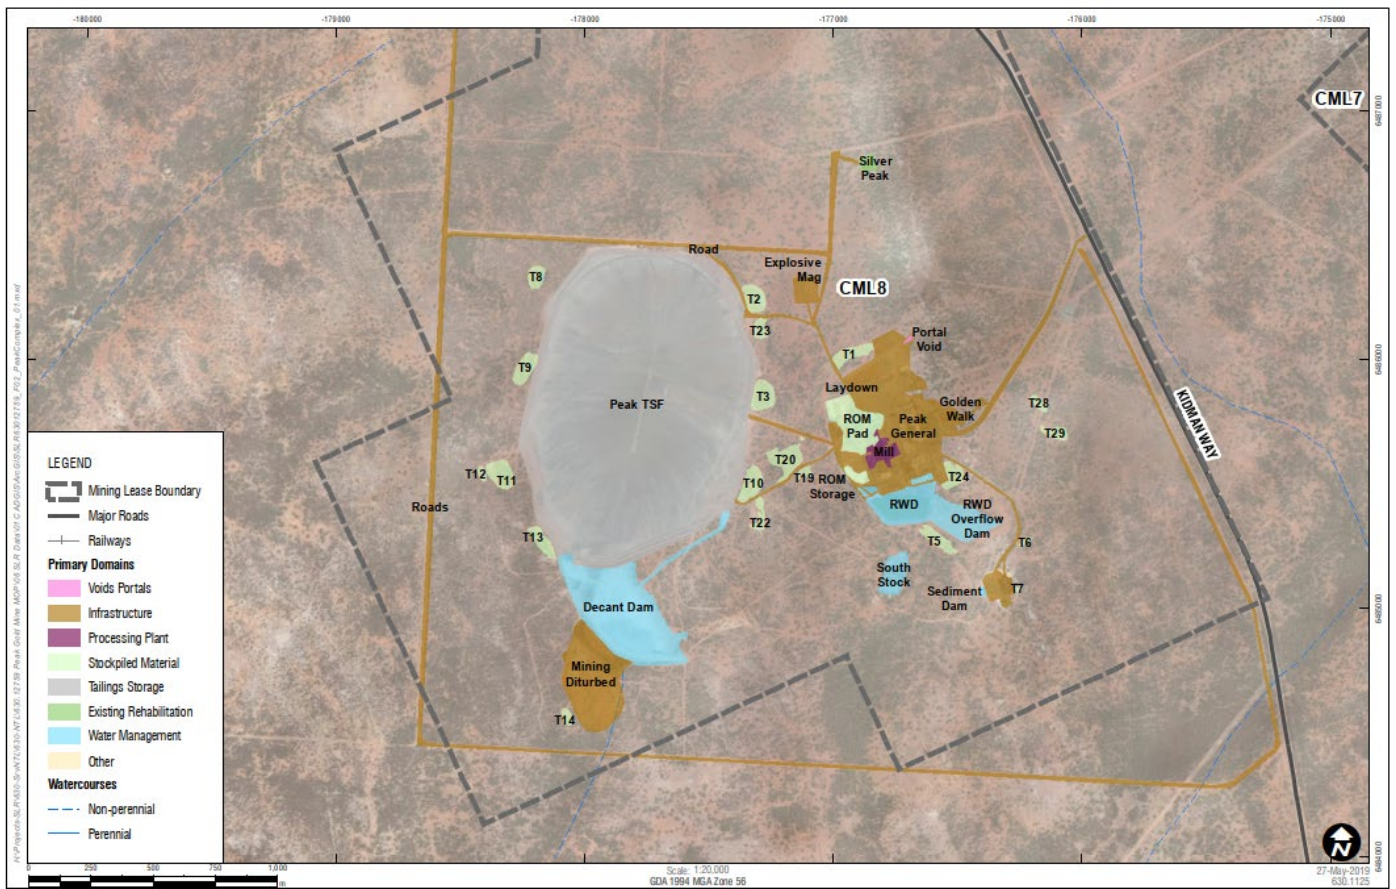 -180000
-179000
-178000
-177000
-176000
-175000
CML7
6487000
Silver
Peak
Road
Explosive
Mag
CML8
T8
T2
T23
Portal
Void
T1
6486000
T9
Laydown
T3
Peak TSF
Golden
Walk
T28
KIDMAN WAY
ROM
Pad
Peak
General
T29
Mill
T20
T12
T11
T10
T19
ROM
Storage
T24
Roads
RWD
RWD
Overflow
Dam
T22
T13
T5
T6
South
Stock
Sediment
Dam
T7
Decant Dam
6485000
Mining
Diturbed
T14
LEGEND
Mining Lease Boundary
Major Roads
Railways
Primary Domains
Voids Portals
Infrastructure
Processing Plant
Stockpiled Material
Tailings Storage
Existing Rehabilitation
Water Management
Other
Watercourses
Non-perennial
Perennial
6484000
N
0 250 500 750 1,000
m
Scale: 1:20,000
GDA 1994 MGA Zone 56
27-May-2019
630.1125